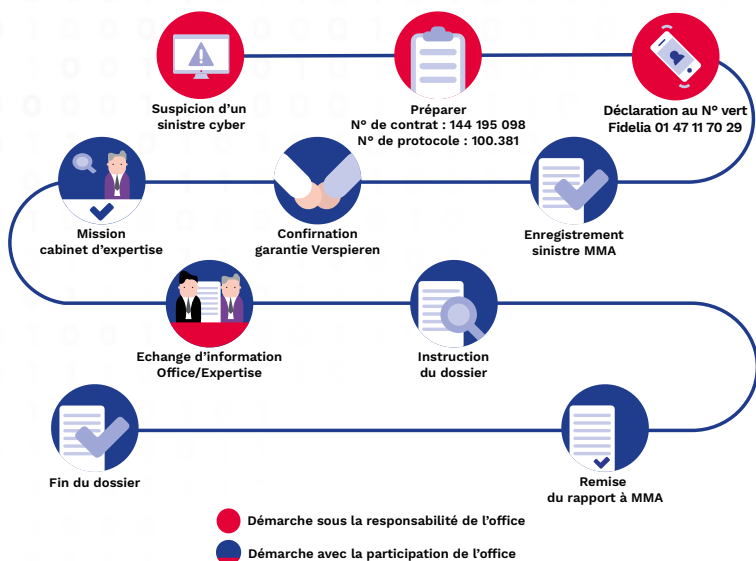 Suspicion d'un
sinistre cyber
Préparer
N° de contrat : 144 195 098
N° de protocole : 100.381
Déclaration au N° vert
Fidelia 01 47 11 70 29
Enregistrement
sinistre MMA
Confirnation
garantie Verspieren
Mission
cabinet d'expertise
Echange d'information
Office/Expertise
Instruction
du dossier
Remise
du rapport à MMA
Fin du dossier
Démarche sous la responsabilité de l'office
Démarche avec la participation de l'office